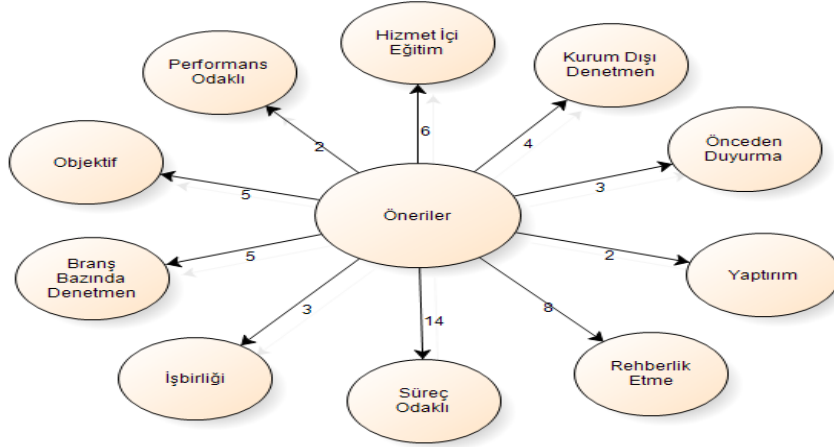 Hizmet İçi
Eğitim
Performans
Odaklı
Kurum Dışı
Denetmen
6
2
4
Objektif
Önceden
Duyurma
5
3
Öneriler
Branş
Bazında
Denetmen
5
2
Yaptırım
3
14
8
İşbirliği
Süreç
Odaklı
Rehberlik
Etme